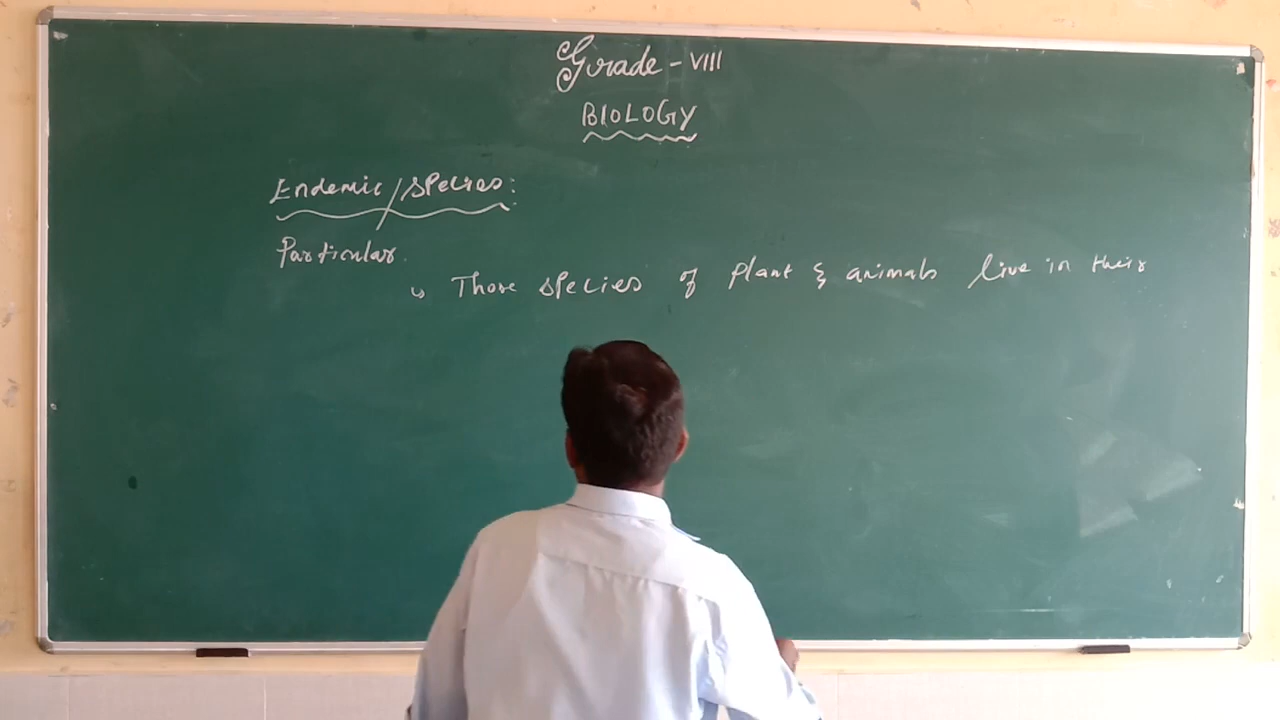 Grade - VIII
BIOLOGY
Endemic / Species:
Particular
↳ Those species of plant & animals live in their